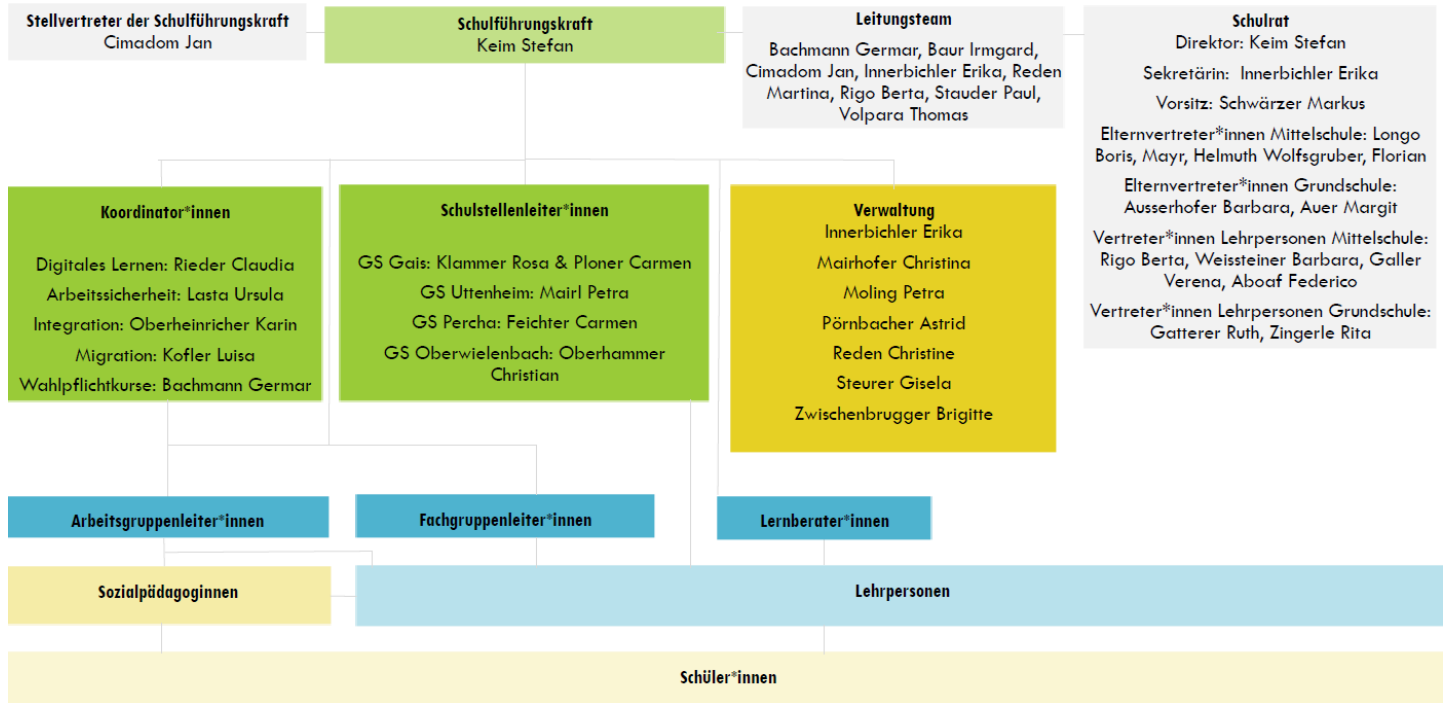 Stellvertreter der Schulführungskraft
Cimadom Jan
Schulführungskraft
Keim Stefan
Leitungsteam
Bachmann Germar, Baur Irmgard,
Cimadom Jan, Innerbichler Erika, Reden
Martina, Rigo Berta, Stauder Paul,
Volpara Thomas
Schulrat
Direktor: Keim Stefan
Sekretärin: Innerbichler Erika
Vorsitz: Schwärzer Markus
Elternvertreter*innen Mittelschule: Longo
Boris, Mayr, Helmuth Wolfsgruber, Florian
Elternvertreter*innen Grundschule:
Ausserhofer Barbara, Auer Margit
Vertreter*innen Lehrpersonen Mittelschule:
Rigo Berta, Weissteiner Barbara, Galler
Verena, Aboaf Federico
Vertreter*innen Lehrpersonen Grundschule:
Gatterer Ruth, Zingerle Rita
Koordinator*innen
Digitales Lernen: Rieder Claudia
Arbeitssicherheit: Lasta Ursula
Integration: Oberheinricher Karin
Migration: Kofler Luisa
Wahlpflichtkurse: Bachmann Germar
Schulstellenleiter*innen
GS Gais: Klammer Rosa & Ploner Carmen
GS Uttenheim: Mairl Petra
GS Percha: Feichter Carmen
GS Oberwielenbach: Oberhammer
Christian
Verwaltung
Innerbichler Erika
Mairhofer Christina
Moling Petra
Pörnbacher Astrid
Reden Christine
Steurer Gisela
Zwischenbrugger Brigitte
Arbeitsgruppenleiter*innen
Fachgruppenleiter*innen
Lernberater*innen
Sozialpädagoginnen
Lehrpersonen
Schüler*innen